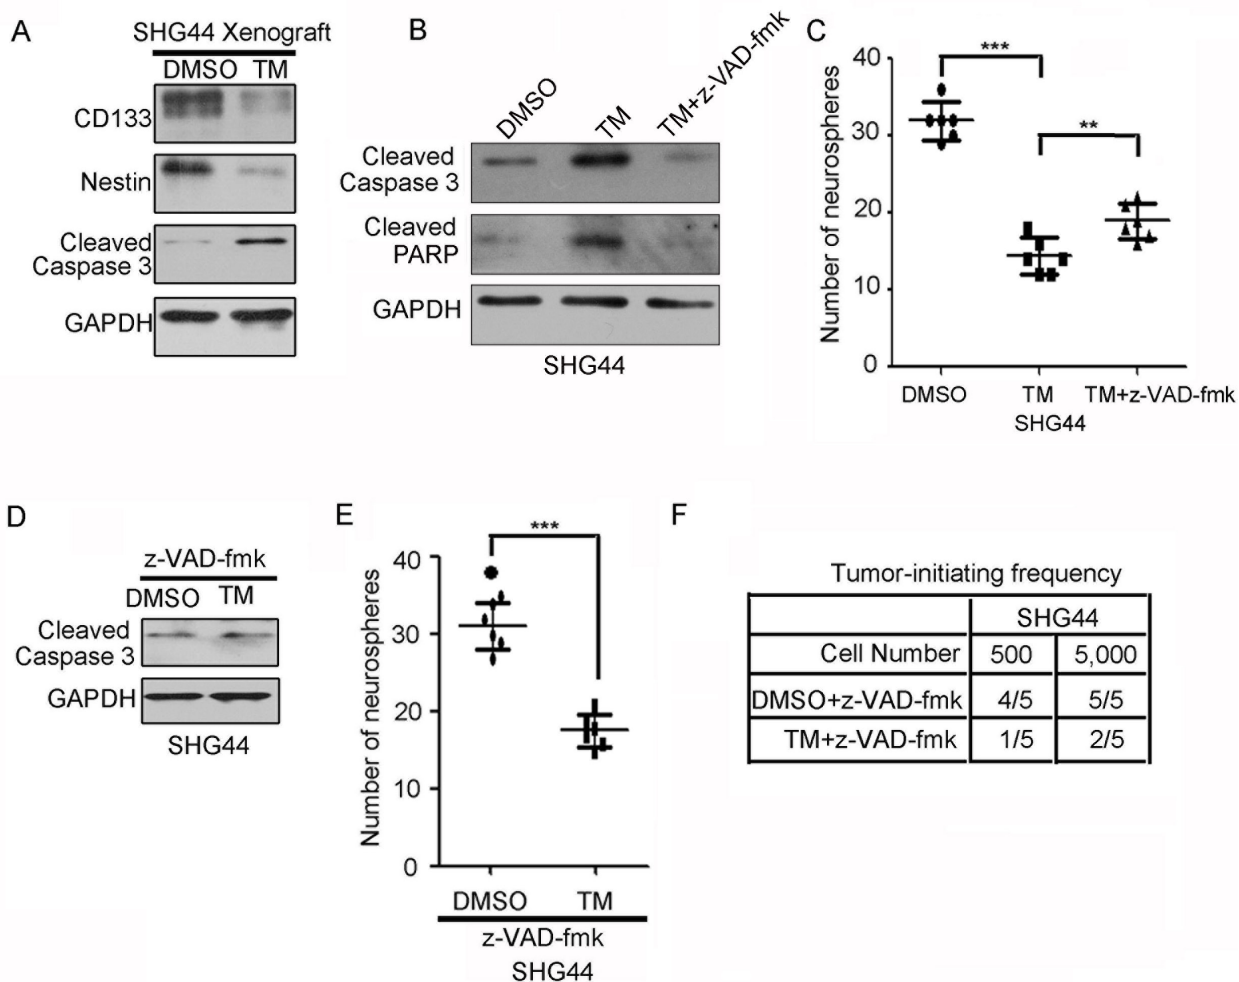 A
SHG44 Xenograft
DMSO TM
CD133
Nestin
Cleaved
Caspase 3
GAPDH
B
DMSO
TM
TM+z-VAD-fmk
Cleaved
Caspase 3
Cleaved
PARP
GAPDH
SHG44
C
Number of neurospheres
40
30
20
10
0
***
**
DMSO TM TM+z-VAD-fmk
SHG44
D
z-VAD-fmk
DMSO TM
Cleaved
Caspase 3
GAPDH
SHG44
E
Number of neurospheres
40
30
20
10
0
***
DMSO TM
z-VAD-fmk
SHG44
F
Tumor-initiating frequency
SHG44
Cell Number 500 5,000
DMSO+z-VAD-fmk 4/5 5/5
TM+z-VAD-fmk 1/5 2/5